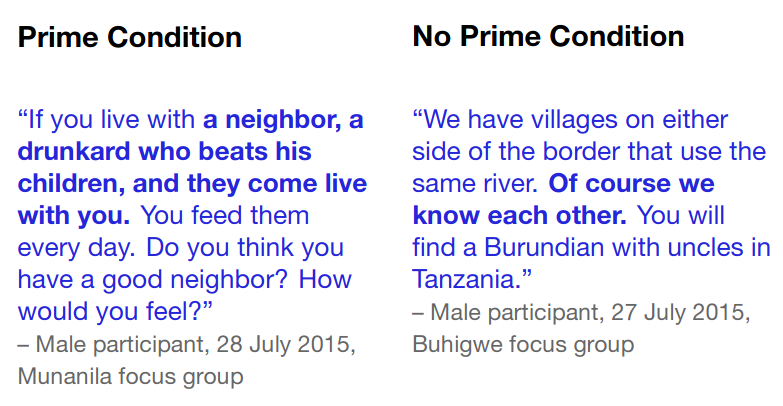 Prime Condition
“If you live with a neighbor, a
drunkard who beats his
children, and they come live
with you. You feed them
every day. Do you think you
have a good neighbor? How
would you feel?”
– Male participant, 28 July 2015,
Munanila focus group
No Prime Condition
“We have villages on either
side of the border that use the
same river. Of course we
know each other. You will
find a Burundian with uncles in
Tanzania.”
– Male participant, 27 July 2015,
Buhigwe focus group